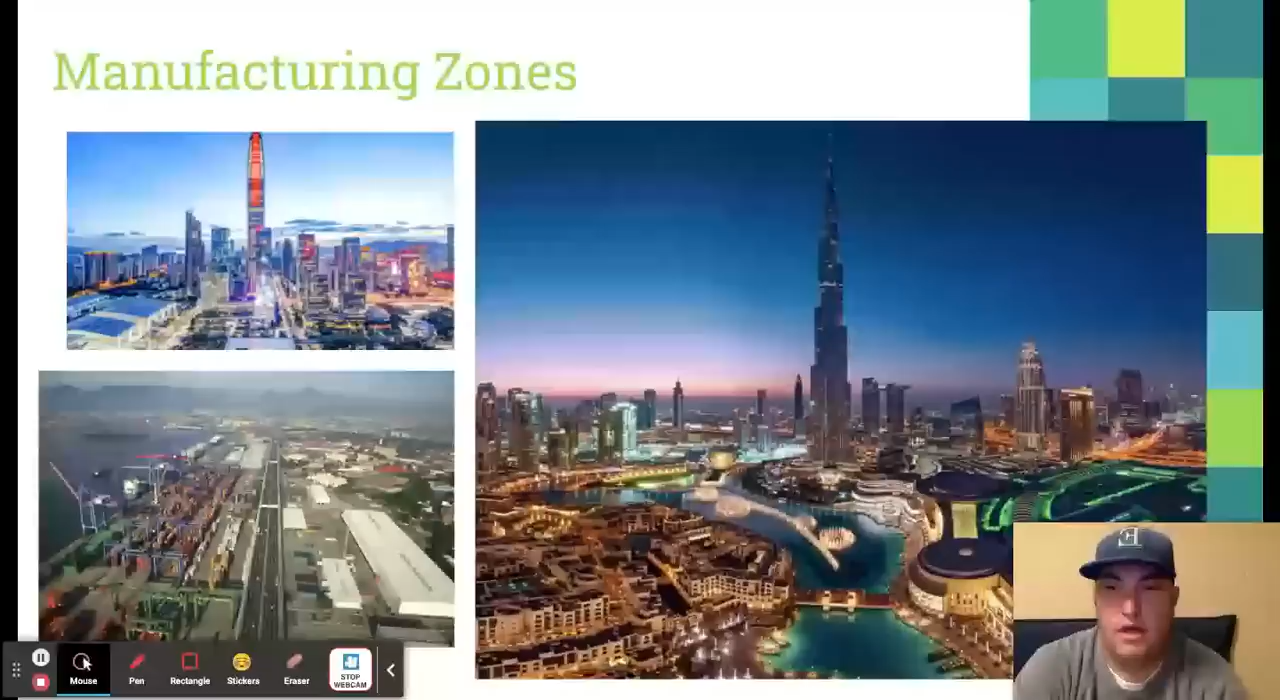 Manufacturing Zones
Mouse
Pen
Rectangle
Stickers
Eraser
STOP
WEBCAM